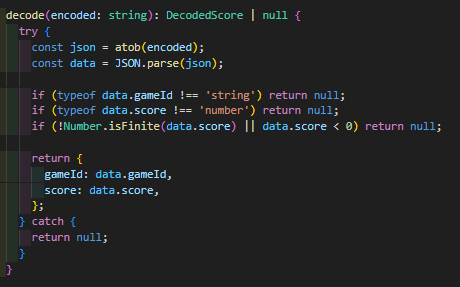 decode(encoded: string): DecodedScore | null {
try {
const json = atob(encoded);
const data = JSON.parse(json);
if (typeof data.gameId !== 'string') return null;
if (typeof data.score !== 'number') return null;
if (!Number.isFinite(data.score) || data.score < 0) return null;
return {
gameId: data.gameId,
score: data.score,
};
} catch {
return null;
}
}